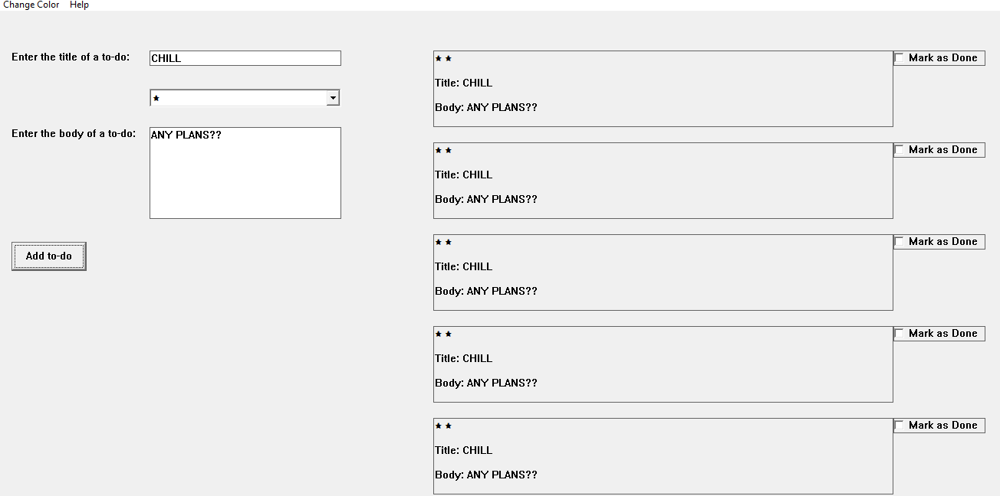 Change Color Help
Enter the title of a to-do: CHILL
★
Enter the body of a to-do: ANY PLANS??
Add to-do
★ ★
Mark as Done
Title: CHILL
Body: ANY PLANS??
★ ★
Mark as Done
Title: CHILL
Body: ANY PLANS??
★ ★
Mark as Done
Title: CHILL
Body: ANY PLANS??
★ ★
Mark as Done
Title: CHILL
Body: ANY PLANS??
★ ★
Mark as Done
Title: CHILL
Body: ANY PLANS??